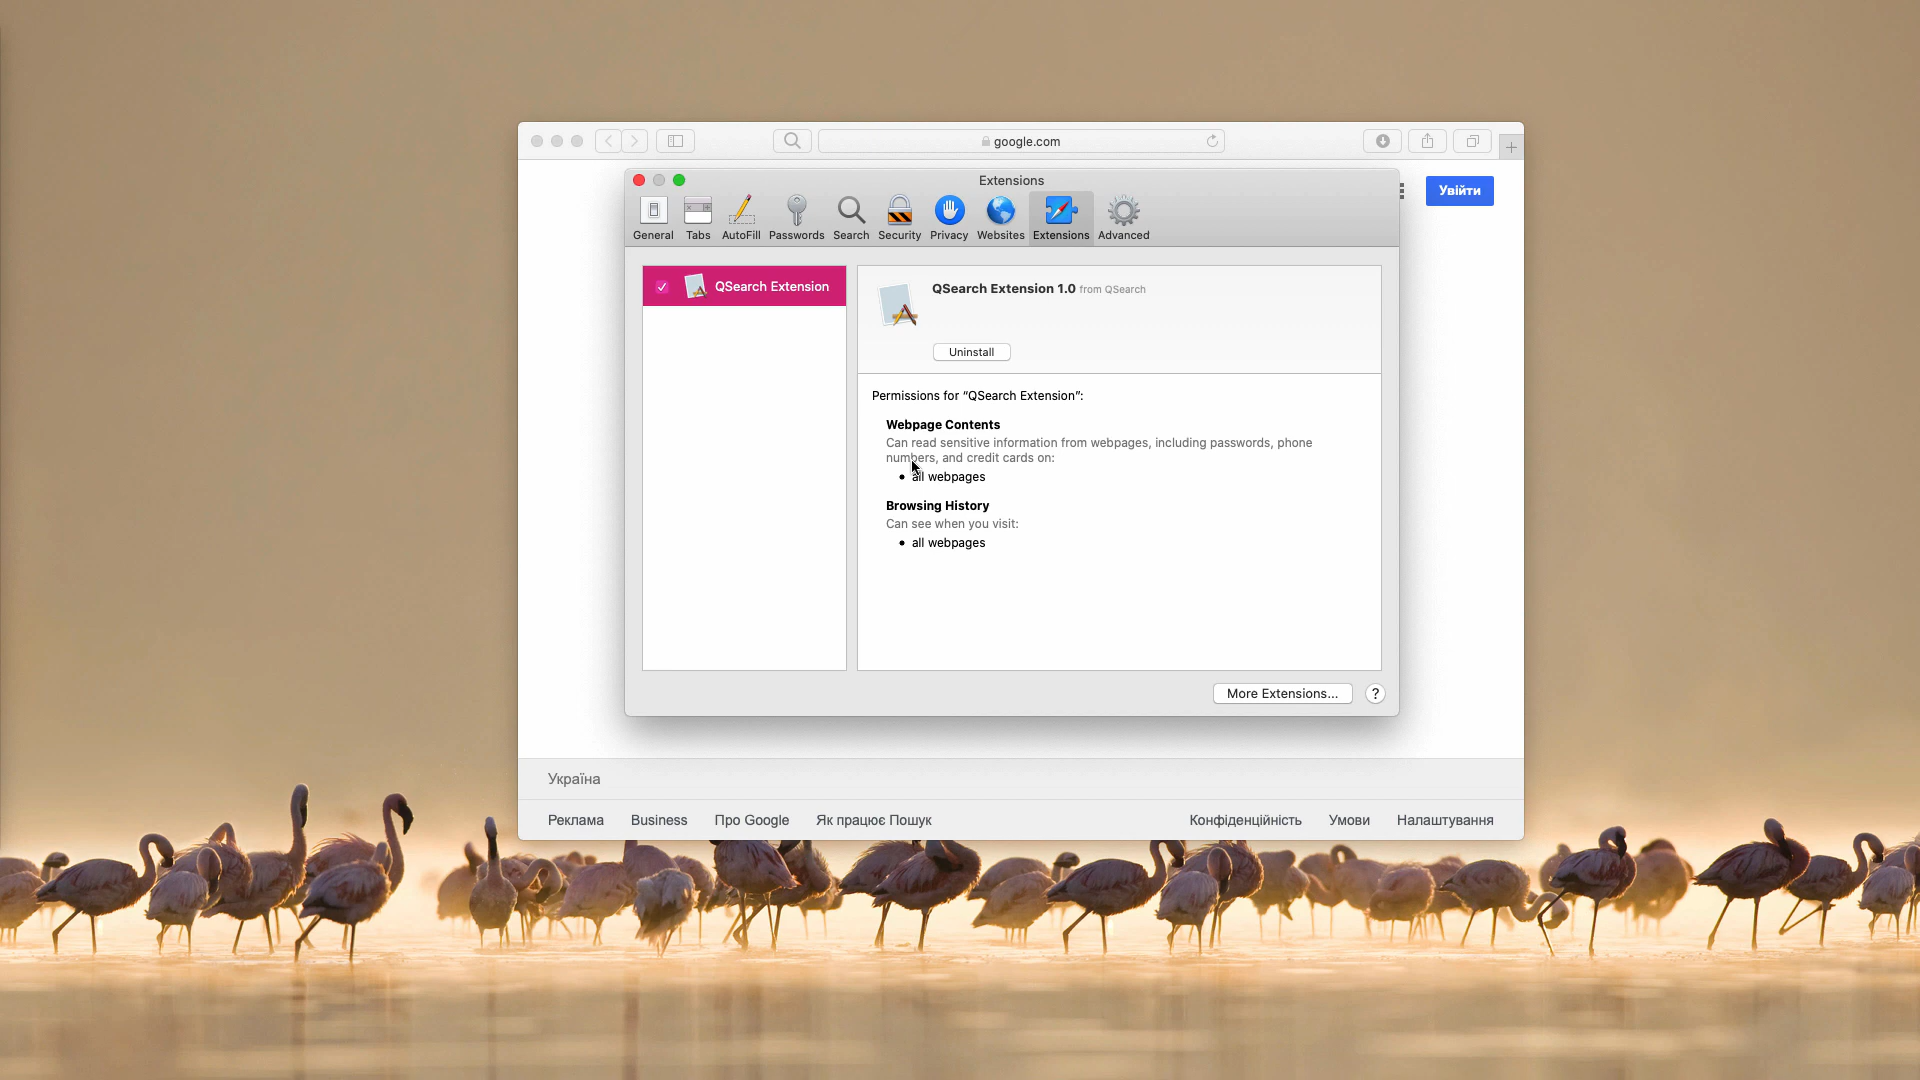 google.com
Extensions
Увійти
General Tabs AutoFill Passwords Search Security Privacy Websites Extensions Advanced
QSearch Extension
QSearch Extension 1.0 from QSearch
Uninstall
Permissions for “QSearch Extension”:
Webpage Contents
Can read sensitive information from webpages, including passwords, phone
numbers, and credit cards on:
• all webpages
Browsing History
Can see when you visit:
• all webpages
More Extensions... ?
Україна
Реклама Business Про Google Як працює Пошук Конфіденційність Умови Налаштування